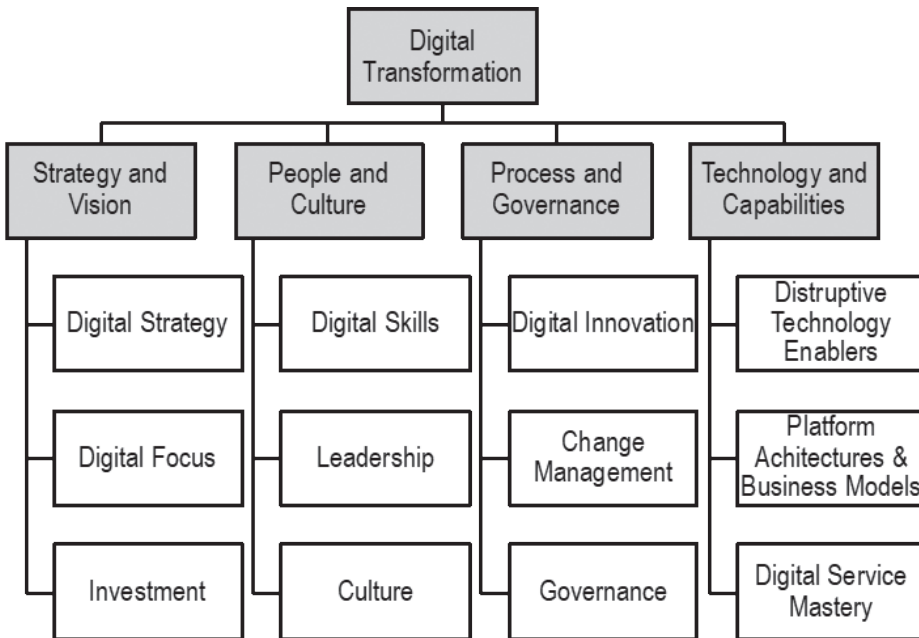 Digital
Transformation
Strategy and
Vision
People and
Culture
Process and
Governance
Technology and
Capabilities
Digital Strategy
Digital Skills
Digital Innovation
Distruptive
Technology
Enablers
Digital Focus
Leadership
Change
Management
Platform
Achitectures &
Business Models
Investment
Culture
Governance
Digital Service
Mastery